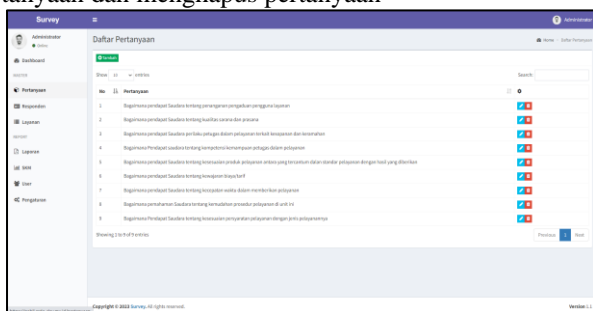 tanyaan dan menghapus pertanyaan
Survey
Administrator
Administrator
Online
Daftar Pertanyaan
Home / Daftar Pertanyaan
Dashboard
Tambah
MASTER
Show 10 entries
Search:
Pertanyaan
No Pertanyaan
Responden
1 Bagaimana pendapat Saudara tentang penanganan pengaduan pengguna layanan
Layanan
2 Bagaimana pendapat Saudara tentang kualitas sarana dan prasarana
3 Bagaimana pendapat Saudara perilaku petugas dalam pelayanan terkait kesopanan dan keramahan
REPORT
4 Bagaimana Pendapat saudara tentang kompetensi kemampuan petugas dalam pelayanan
Laporan
5 Bagaimana pendapat Saudara tentang kesesuaian produk pelayanan antara yang tercantum dalam standar pelayanan dengan hasil yang diberikan
IKM
6 Bagaimana pendapat Saudara tentang kewajaran biaya/tarif
User
7 Bagaimana pendapat Saudara tentang kecepatan waktu dalam memberikan pelayanan
Pengaturan
8 Bagaimana pemahaman Saudara tentang kemudahan prosedur pelayanan di unit ini
9 Bagaimana Pendapat Saudara tentang kesesuaian persyaratan pelayanan dengan jenis pelayanannya
Showing 1 to 9 of 9 entries
Previous 1 Next
Copyright © 2023 Survey. All rights reserved.
Version 1.1